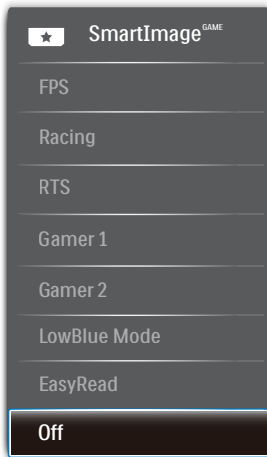 SmartImage GAME
FPS
Racing
RTS
Gamer 1
Gamer 2
LowBlue Mode
EasyRead
Off